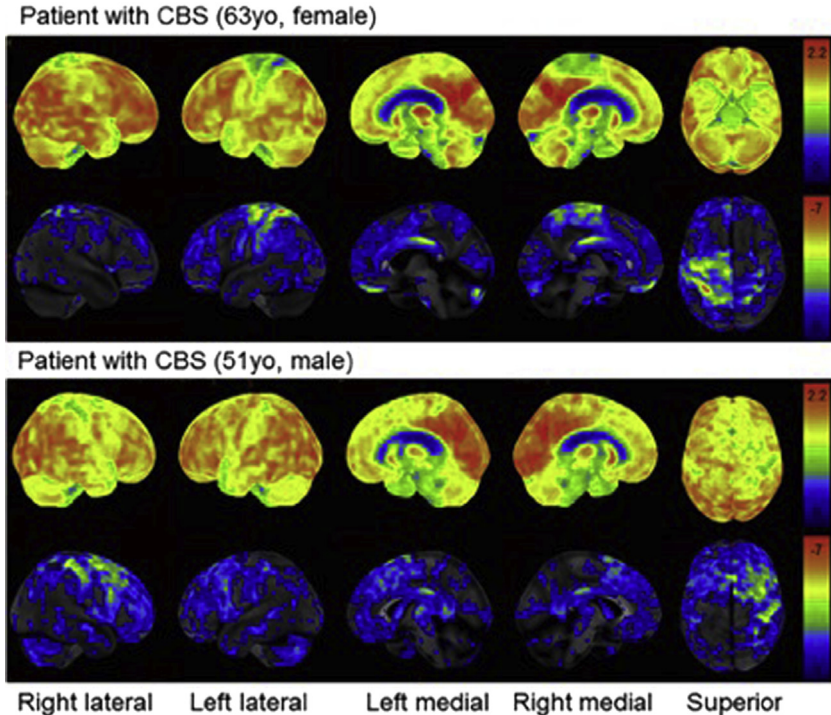 Patient with CBS (63yo, female)
2.2
-7
Patient with CBS (51yo, male)
2.2
-7
Right lateral Left lateral Left medial Right medial Superior